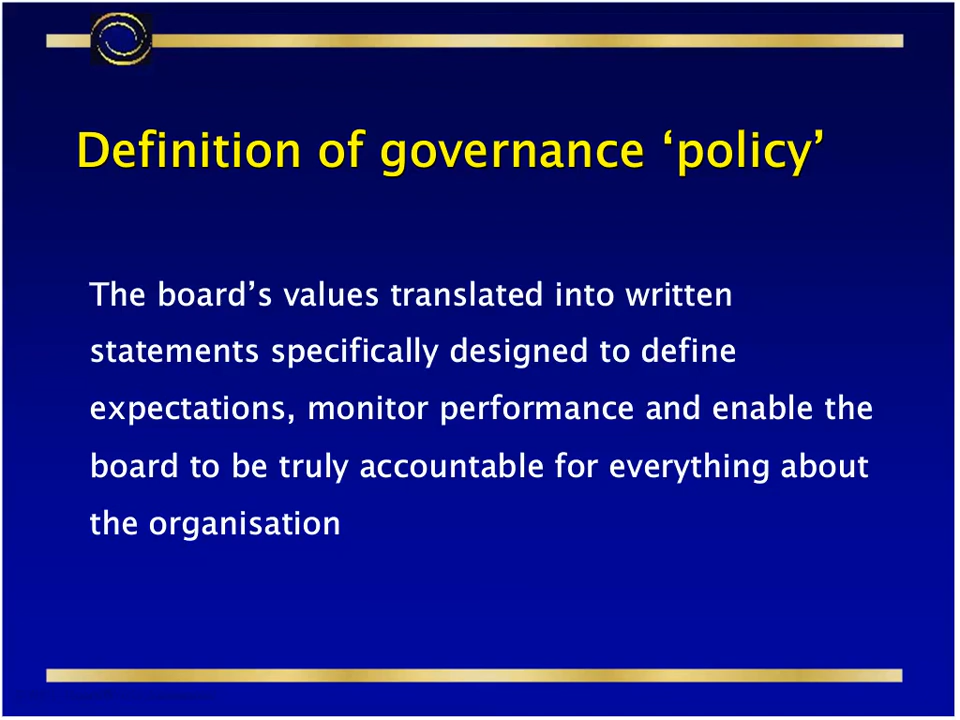 Definition of governance ‘policy’
The board’s values translated into written
statements specifically designed to define
expectations, monitor performance and enable the
board to be truly accountable for everything about
the organisation